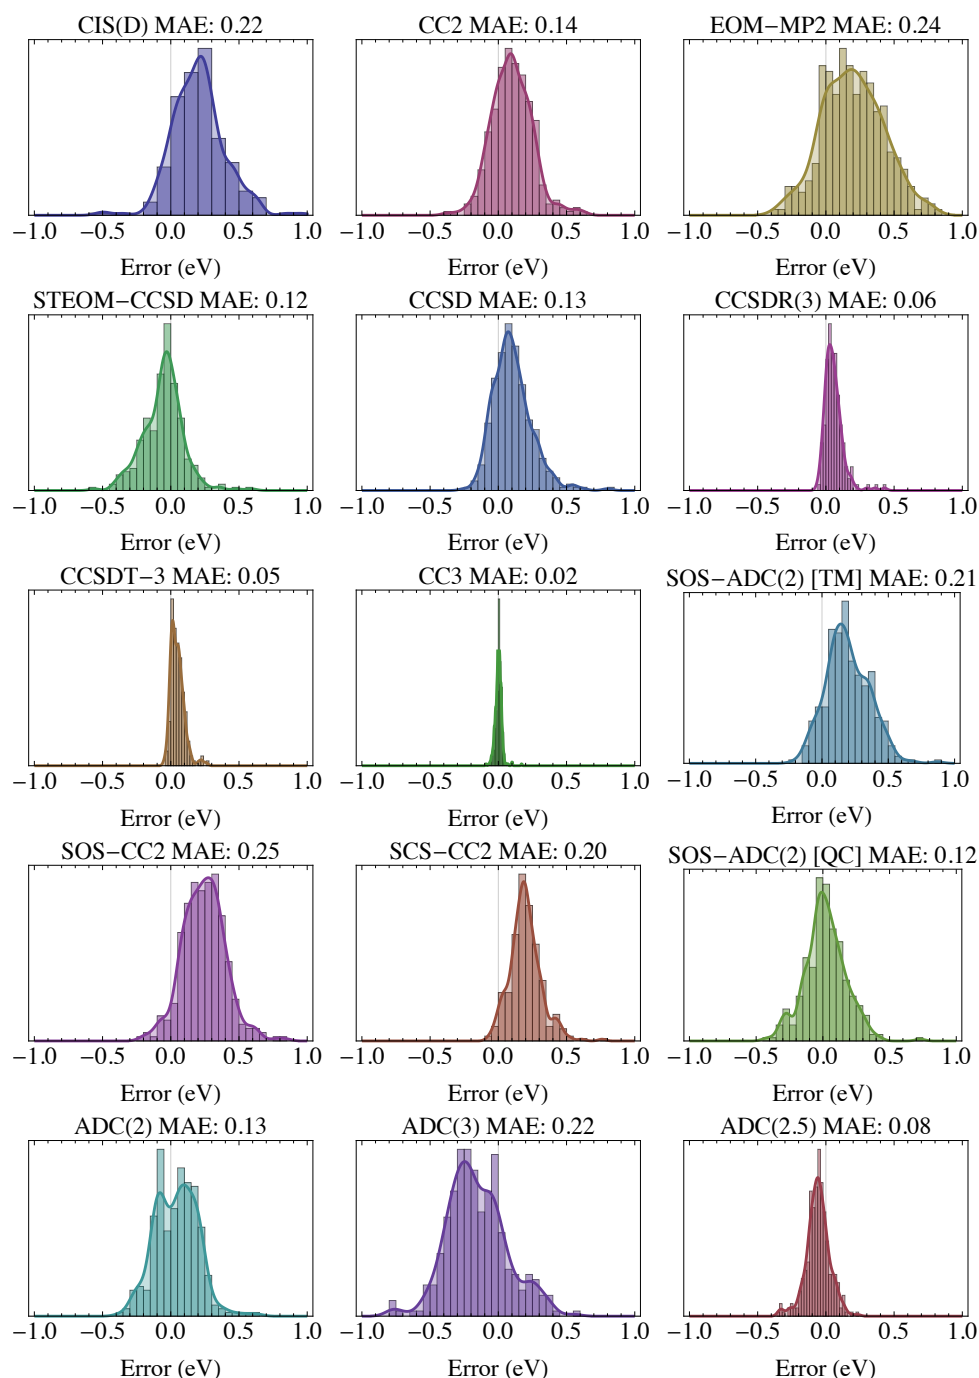 CIS(D) MAE: 0.22 CC2 MAE: 0.14 EOM−MP2 MAE: 0.24
−1.0 −0.5 0.0 0.5 1.0 −1.0 −0.5 0.0 0.5 1.0 −1.0 −0.5 0.0 0.5 1.0
Error (eV) Error (eV) Error (eV)
STEOM−CCSD MAE: 0.12 CCSD MAE: 0.13 CCSDR(3) MAE: 0.06
−1.0 −0.5 0.0 0.5 1.0 −1.0 −0.5 0.0 0.5 1.0 −1.0 −0.5 0.0 0.5 1.0
Error (eV) Error (eV) Error (eV)
CCSDT−3 MAE: 0.05 CC3 MAE: 0.02 SOS−ADC(2) [TM] MAE: 0.21
−1.0 −0.5 0.0 0.5 1.0 −1.0 −0.5 0.0 0.5 1.0 −1.0 −0.5 0.0 0.5 1.0
Error (eV) Error (eV) Error (eV)
SOS−CC2 MAE: 0.25 SCS−CC2 MAE: 0.20 SOS−ADC(2) [QC] MAE: 0.12
−1.0 −0.5 0.0 0.5 1.0 −1.0 −0.5 0.0 0.5 1.0 −1.0 −0.5 0.0 0.5 1.0
Error (eV) Error (eV) Error (eV)
ADC(2) MAE: 0.13 ADC(3) MAE: 0.22 ADC(2.5) MAE: 0.08
−1.0 −0.5 0.0 0.5 1.0 −1.0 −0.5 0.0 0.5 1.0 −1.0 −0.5 0.0 0.5 1.0
Error (eV) Error (eV) Error (eV)